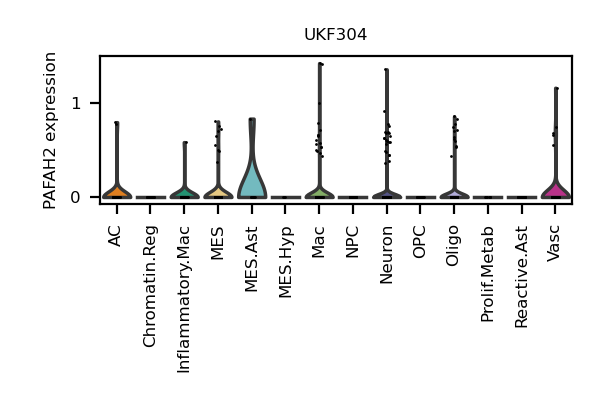 UKF304
PAFAH2 expression
1
0
AC
Chromatin.Reg
Inflammatory.Mac
MES
MES.Ast
MES.Hyp
Mac
NPC
Neuron
OPC
Oligo
Prolif.Metab
Reactive.Ast
Vasc